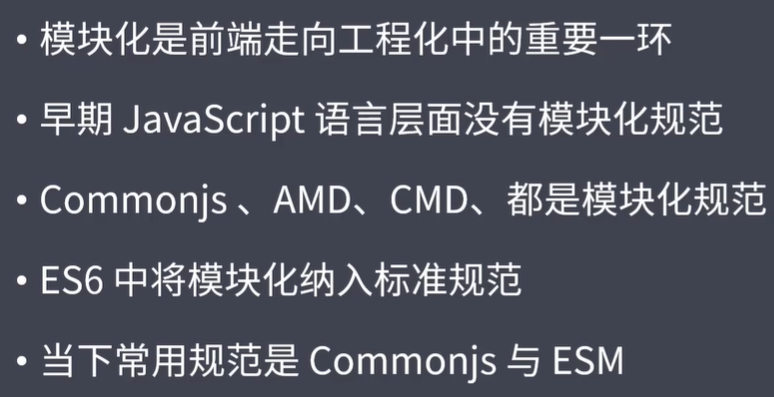 • 模块化是前端走向工程化中的重要一环
• 早期 JavaScript 语言层面没有模块化规范
• Commonjs 、AMD、CMD、都是模块化规范
• ES6 中将模块化纳入标准规范
• 当下常用规范是 Commonjs 与 ESM